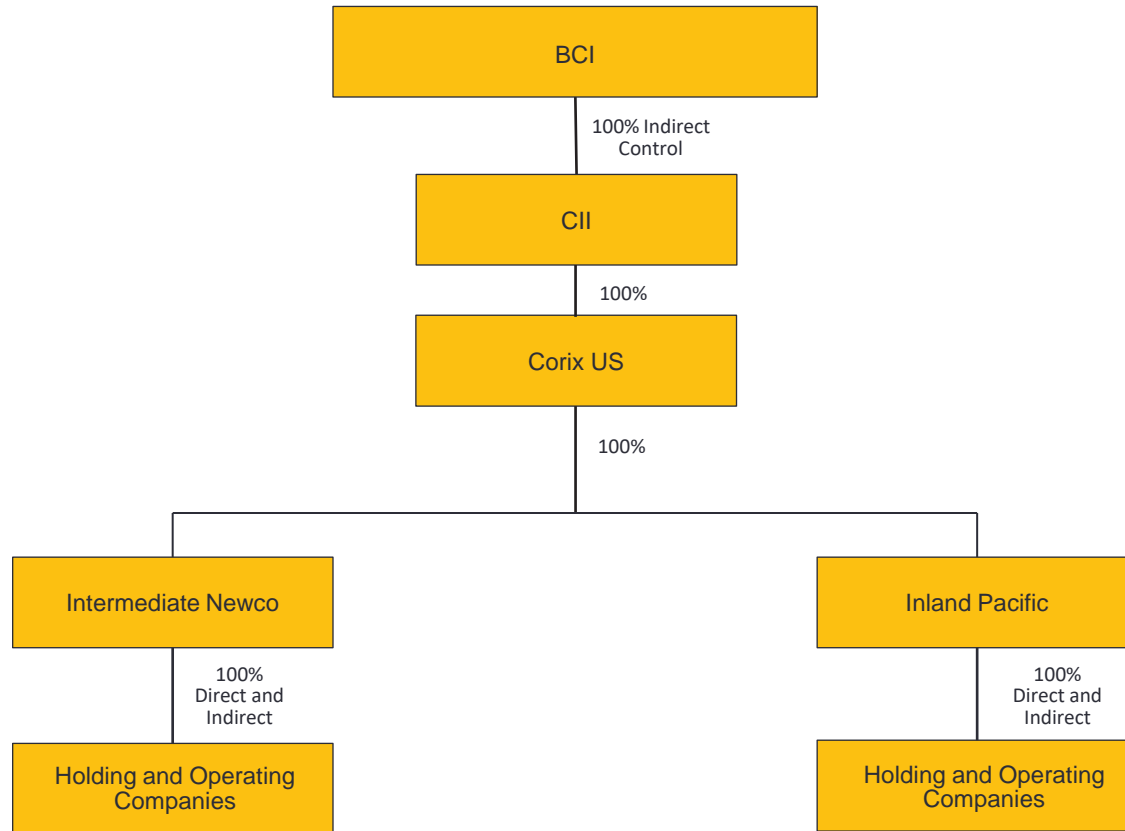 BCI
100% Indirect
Control
CII
100%
Corix US
100%
Intermediate Newco
Inland Pacific
100%
Direct and
Indirect
100%
Direct and
Indirect
Holding and Operating
Companies
Holding and Operating
Companies